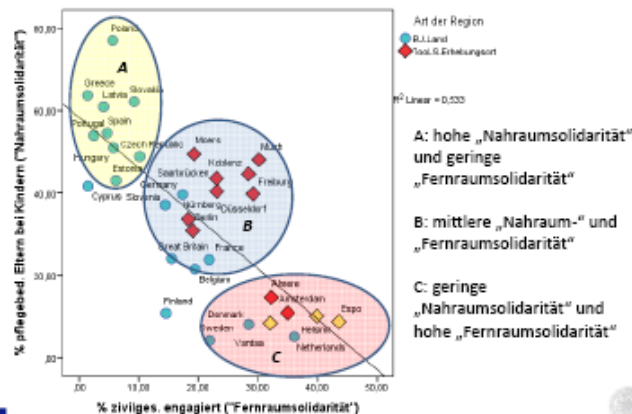 Art der Region
EU-Land
Tool.S.Erhebungsort
R² Linear = 0,533
A: hohe „Nahraumsolidarität“
und geringe
„Fernraumsolidarität“
B: mittlere „Nahraum-“ und
„Fernraumsolidarität“
C: geringe
„Nahraumsolidarität“ und
hohe „Fernraumsolidarität“
% pflegebed. Eltern bei Kindern ("Nahraumsolidarität")
80,00
60,00
40,00
20,00
,00
Poland
A
Greece
Slovakia
Latvia
Portugal
Spain
Czech Republic
Hungary
Estonia
Cyprus
Slovenia
Germany
Moers
Koblenz
Saarbrücken
Freiburg
Nürnberg
Düsseldorf
Berlin
B
Great Britain
France
Belgium
Finland
Almere
Amsterdam
Espo
Denmark
Helsinki
Sweden
Vantaa
Netherlands
C
,00
10,00
20,00
30,00
40,00
50,00
% zivilges. engagiert ("Fernraumsolidarität")